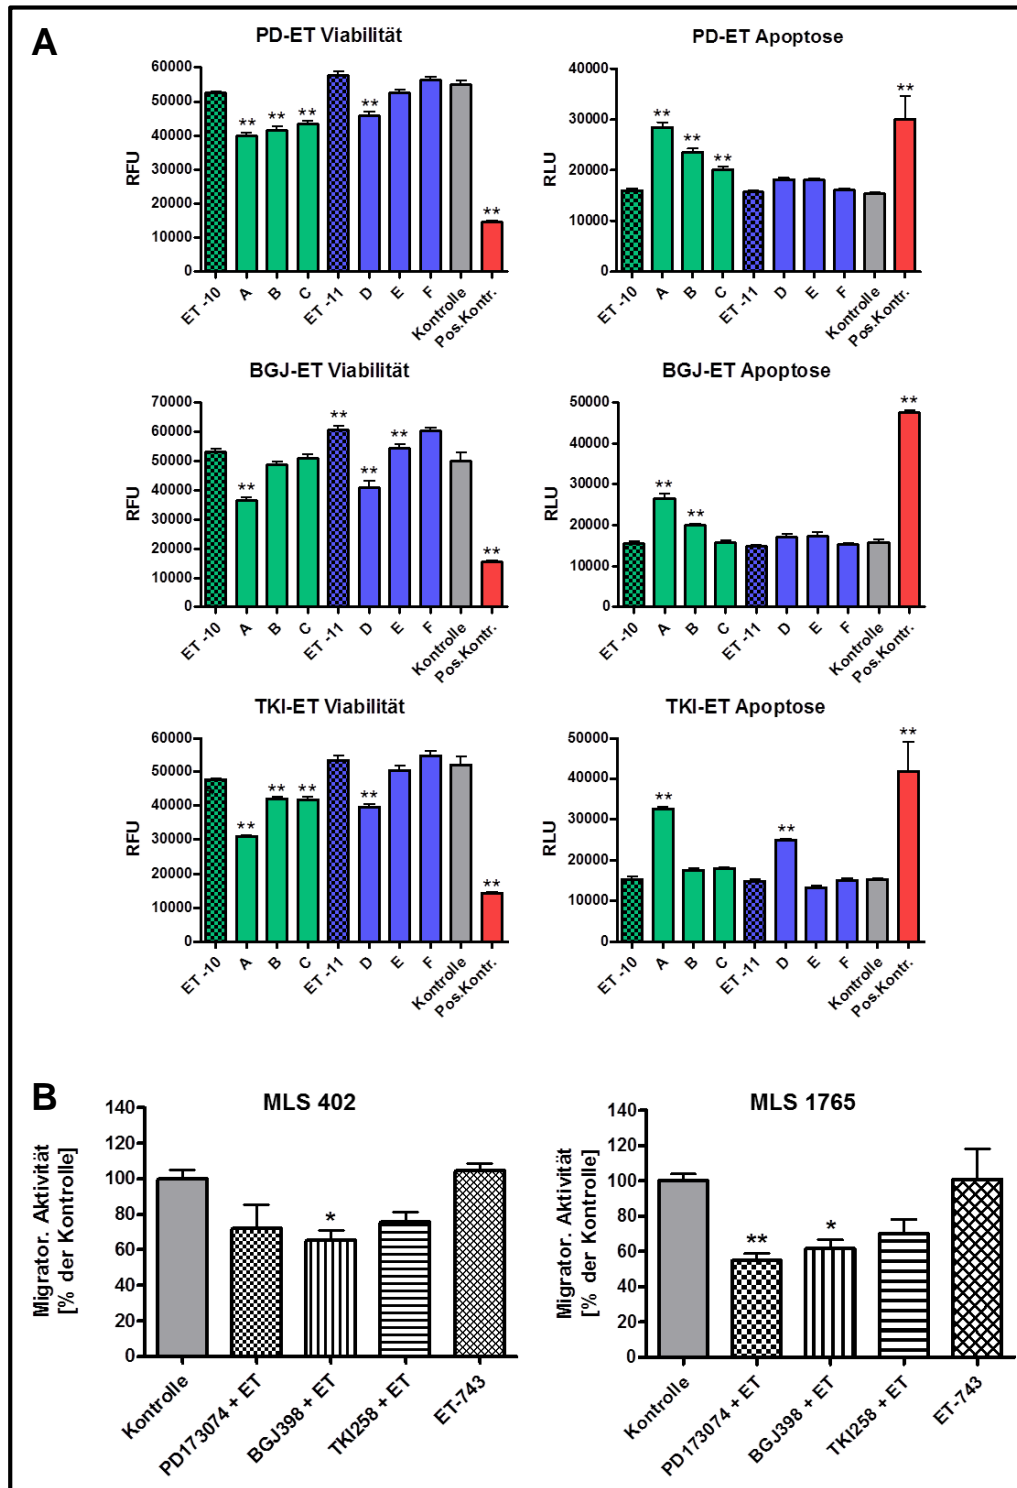 A
PD-ET Viabilität
RFU
60000
50000
40000
30000
20000
10000
0
** ** ** ** **
ET -10 A B C ET -11 D E F Kontrolle Pos.Kontr.
PD-ET Apoptose
RLU
40000
30000
20000
10000
0
** ** ** **
ET -10 A B C ET -11 D E F Kontrolle Pos.Kontr.
BGJ-ET Viabilität
RFU
70000
60000
50000
40000
30000
20000
10000
0
** ** ** ** **
ET -10 A B C ET -11 D E F Kontrolle Pos.Kontr.
BGJ-ET Apoptose
RLU
50000
40000
30000
20000
10000
0
** ** **
ET -10 A B C ET -11 D E F Kontrolle Pos.Kontr.
TKI-ET Viabilität
RFU
60000
50000
40000
30000
20000
10000
0
** ** ** ** **
ET -10 A B C ET -11 D E F Kontrolle Pos.Kontr.
TKI-ET Apoptose
RLU
50000
40000
30000
20000
10000
0
** ** **
ET -10 A B C ET -11 D E F Kontrolle Pos.Kontr.
B
MLS 402
Migrator. Aktivität
[% der Kontrolle]
140
120
100
80
60
40
20
0
*
Kontrolle PD173074 + ET BGJ398 + ET TKI258 + ET ET-743
MLS 1765
Migrator. Aktivität
[% der Kontrolle]
140
120
100
80
60
40
20
0
** *
Kontrolle PD173074 + ET BGJ398 + ET TKI258 + ET ET-743